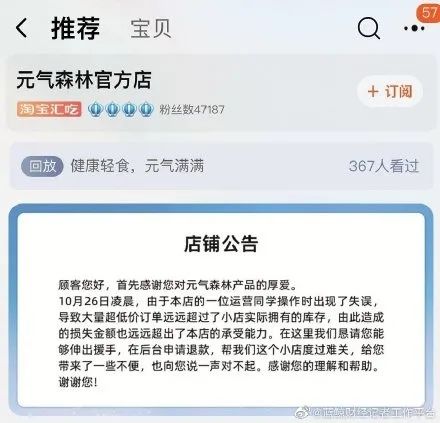 57
推荐 宝贝
元气森林官方店
+ 订阅
淘宝汇吃 粉丝数47187
回放 健康轻食，元气满满 367人看过
店铺公告
顾客您好，首先感谢您对元气森林产品的厚爱。
10月26日凌晨，由于本店的一位运营同学操作时出现了失误，
导致大量超低价订单远远超过了小店实际拥有的库存，由此造成
的损失金额也远远超出了本店的承受能力。在这里我们恳请您能
够伸出援手，在后台申请退款，帮我们这个小店度过难关，给您
带来了一些不便，也向您说一声对不起。感谢您的理解和帮助。
谢谢您！
@蓝鲸财经记者工作平台